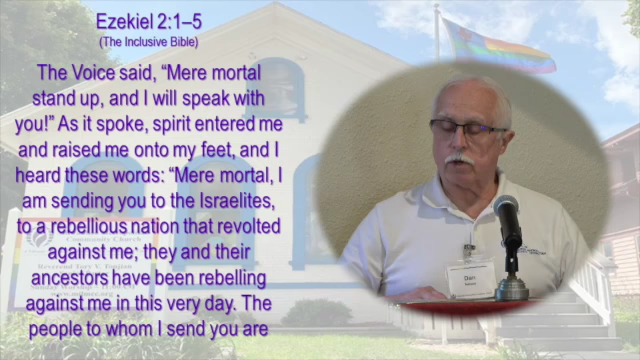 Ezekiel 2:1–5
(The Inclusive Bible)
The Voice said, “Mere mortal
stand up, and I will speak with
you!” As it spoke, spirit entered me
and raised me onto my feet, and I
heard these words: “Mere mortal, I
am sending you to the Israelites,
to a rebellious nation that revolted
against me; they and their
ancestors have been rebelling
against me in this very day. The
people to whom I send you are
Community Church